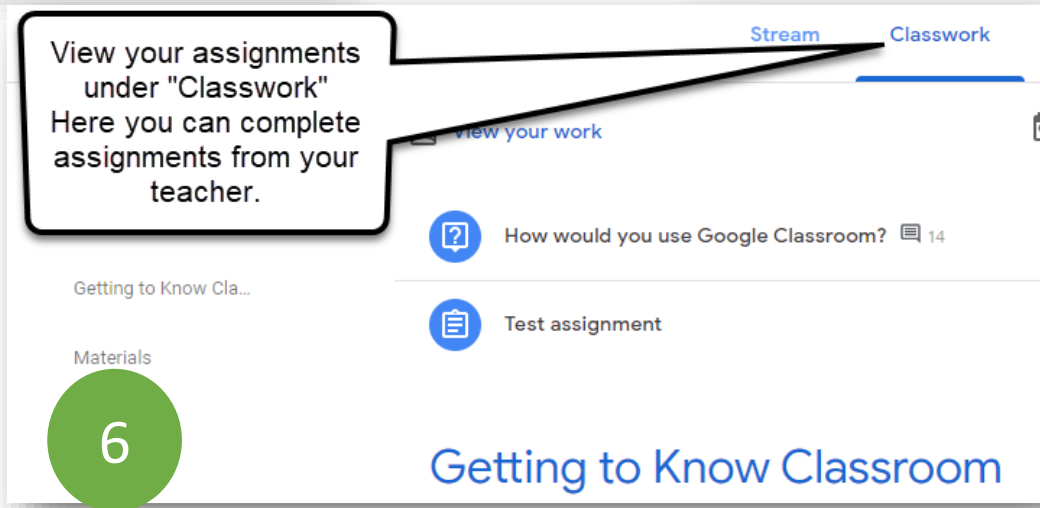 View your assignments
under "Classwork"
Here you can complete
assignments from your
teacher.
Stream
Classwork
View your work
How would you use Google Classroom? 14
Getting to Know Cla...
Test assignment
Materials
6
Getting to Know Classroom